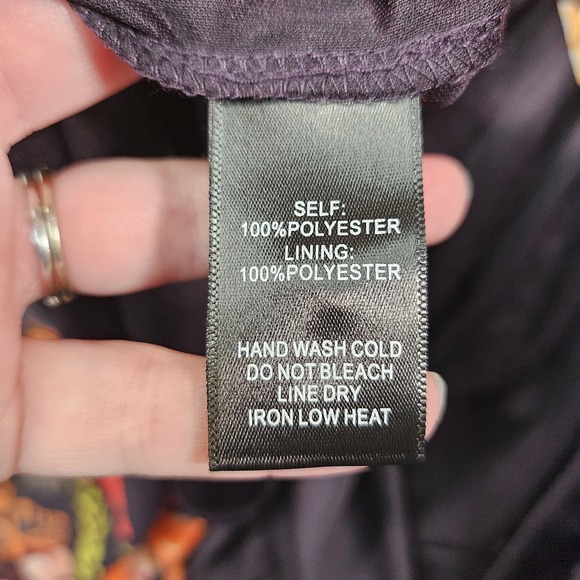 SELF:
100%POLYESTER
LINING:
100%POLYESTER
HAND WASH COLD
DO NOT BLEACH
LINE DRY
IRON LOW HEAT